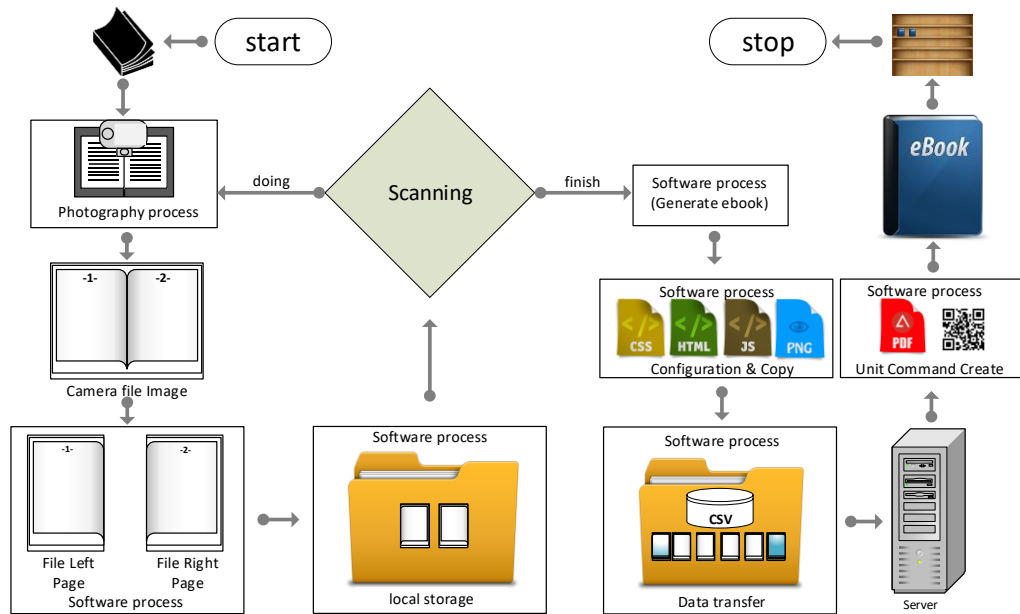 start
stop
Photography process
doing
Scanning
finish
Software process
(Generate ebook)
eBook
-1-
-2-
Camera file Image
Software process
</>
CSS
</>
HTML
</>
JS
PNG
Configuration & Copy
Software process
PDF
Unit Command Create
-1-
-2-
File Left
Page
File Right
Page
Software process
Software process
local storage
Software process
CSV
Data transfer
Server